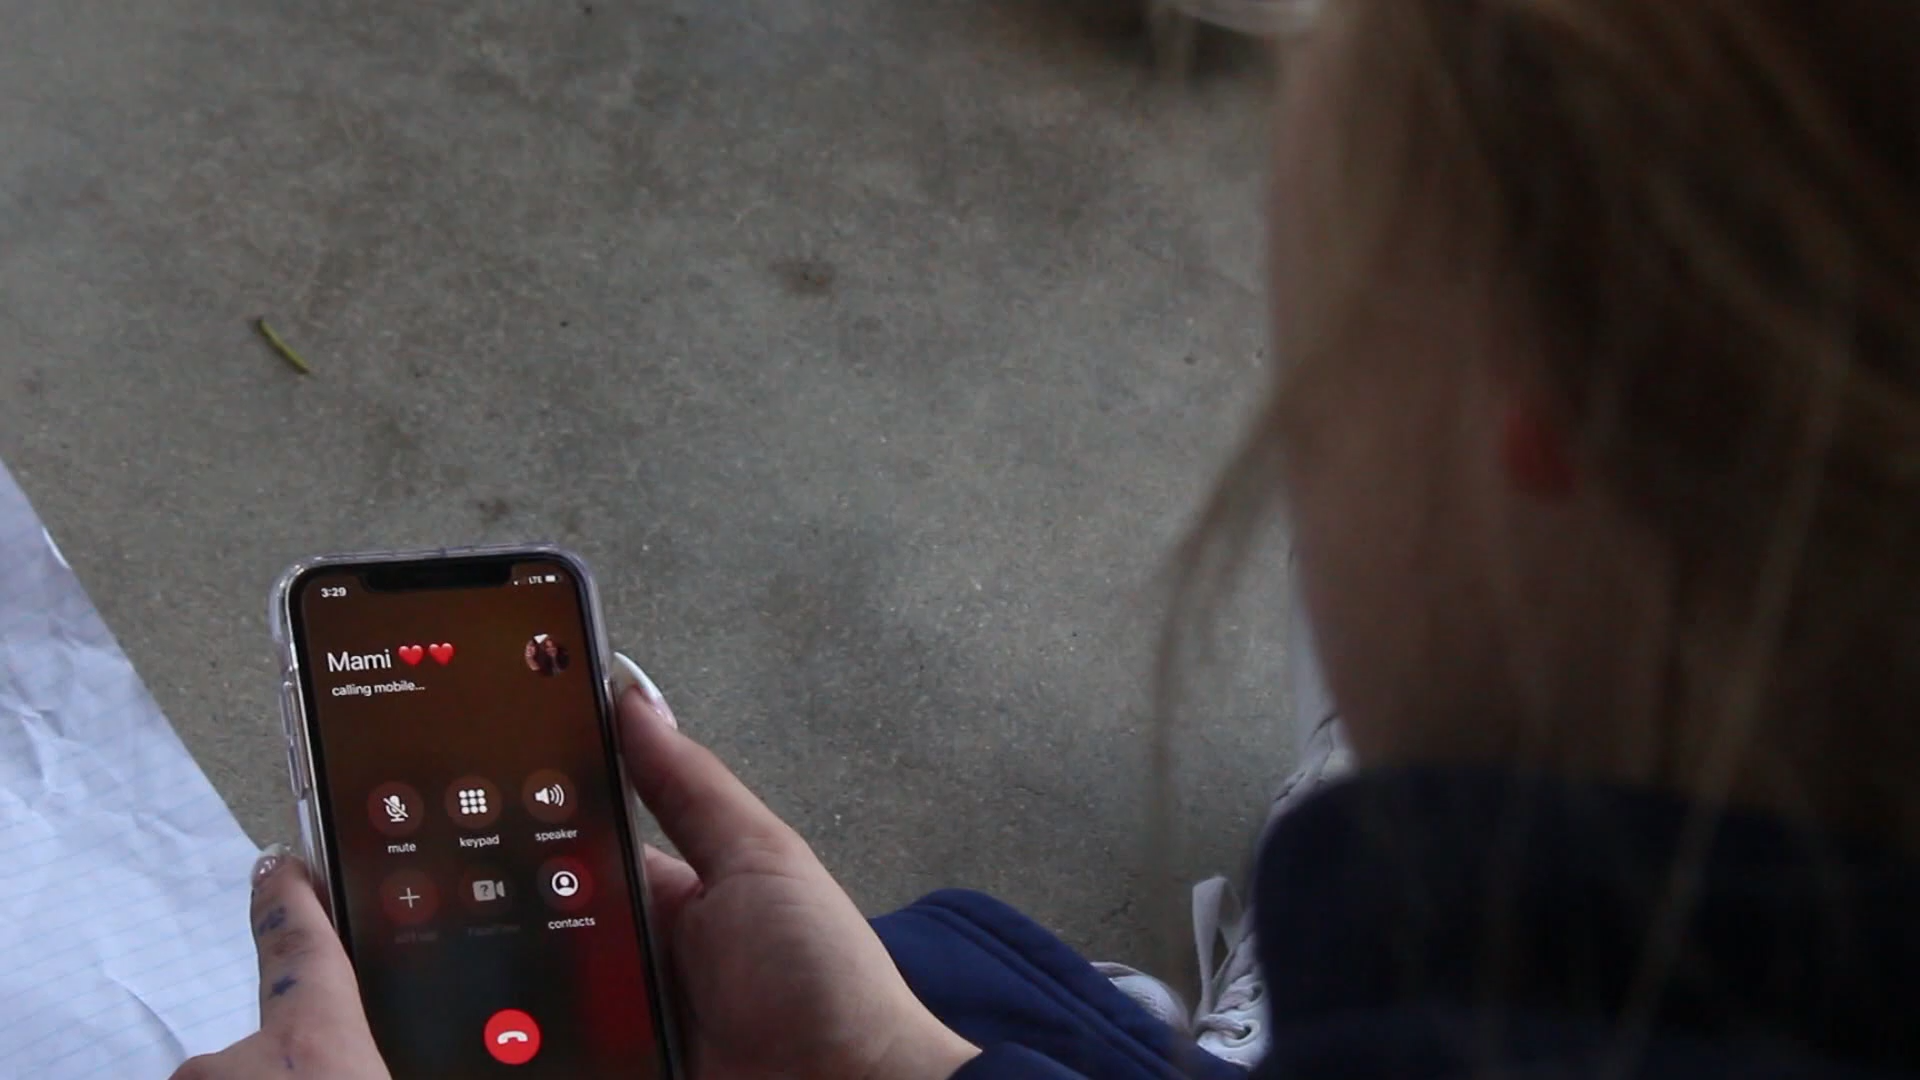 3:29 LTE
Mami ❤️❤️
calling mobile...
mute keypad speaker
contacts